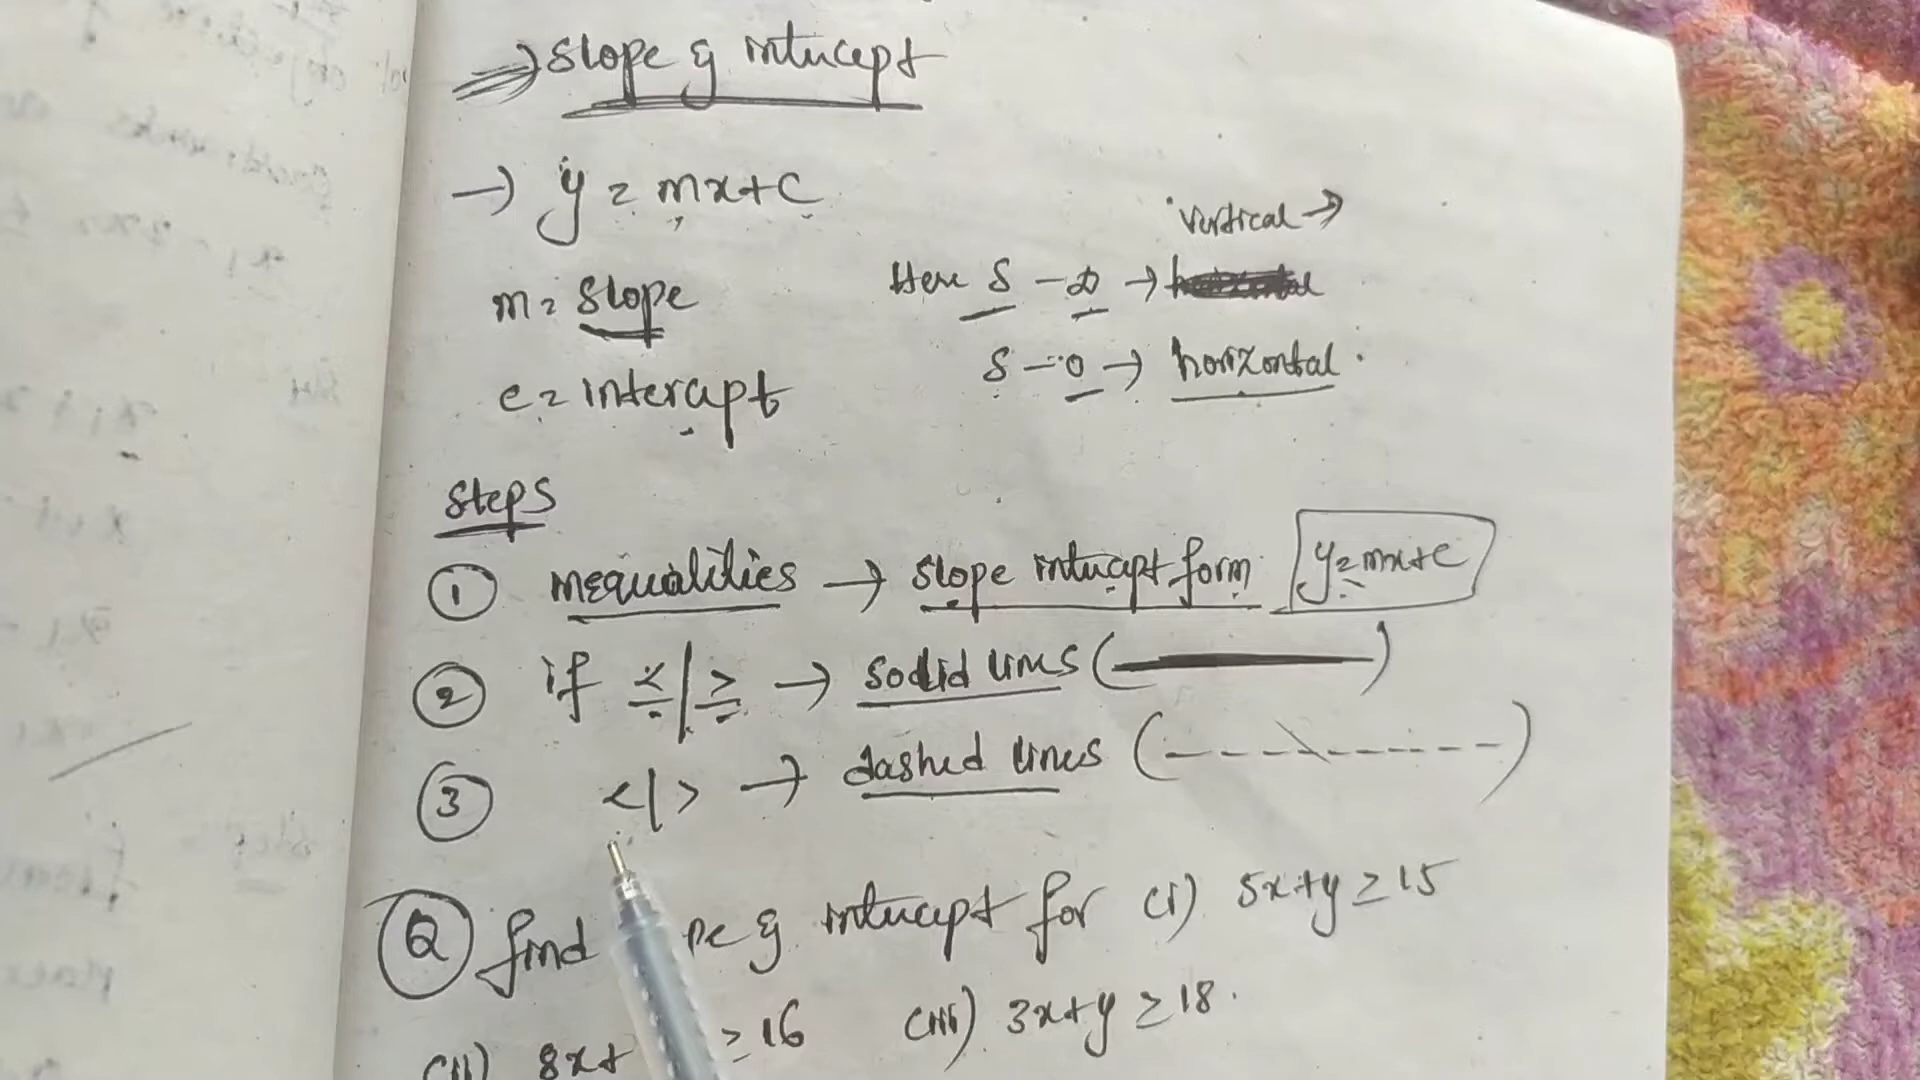 ⇒ Slope & intercept
→ y = mx+c
m = slope
c = intercept
vertical →
Here S - ∞ →
S - 0 → horizontal.
Steps
① inequalities → slope intercept form y=mx+c
② if ≤|≥ → solid lines (————)
③ <|> → dashed lines (- - - - - - -)
Q find & intercept for (i) 5x+y ≥ 15
(ii) 8x+ ≥ 16 (iii) 3x+y ≥ 18.